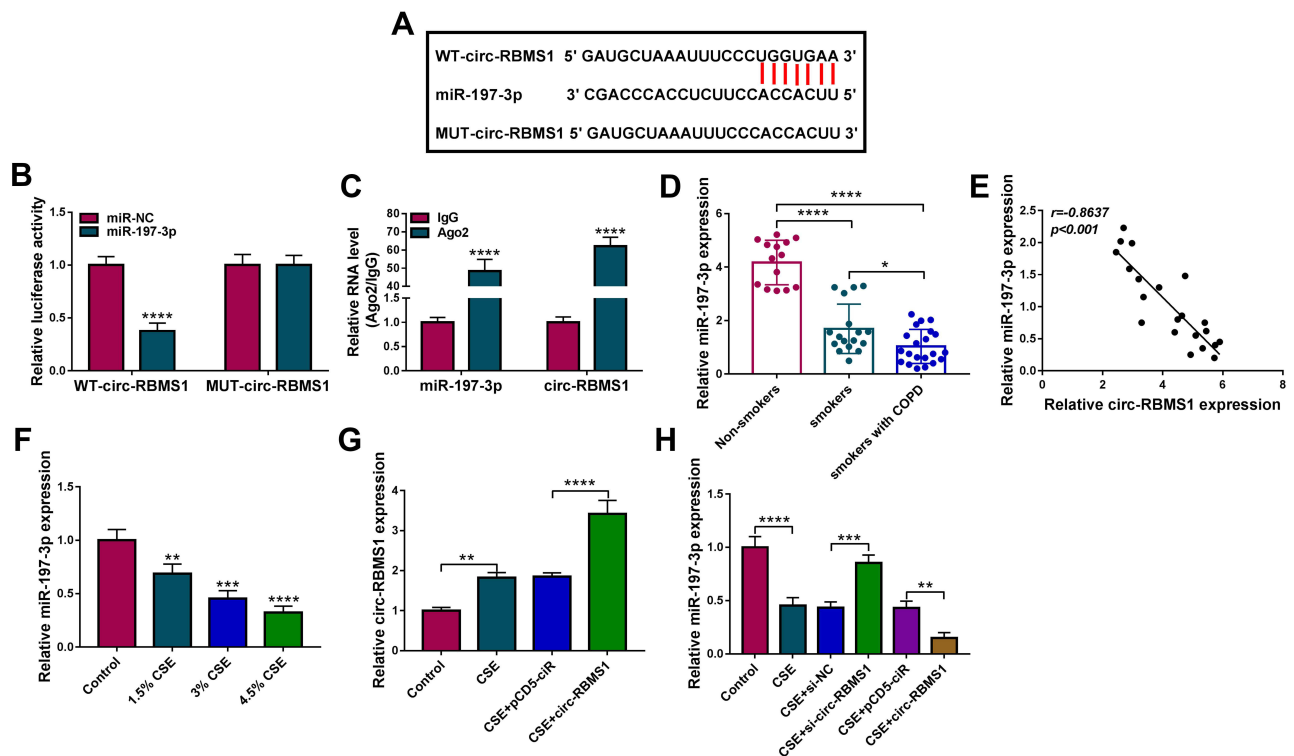 A
WT-circ-RBMS1 5' GAUGCUAAAUUUCCCUGGUGAA 3'
miR-197-3p 3' CGACCCACCUCUUCCACCACUU 5'
MUT-circ-RBMS1 5' GAUGCUAAAUUUCCCACCACUU 3'
B
Relative luciferase activity
1.5
1.0
0.5
0.0
miR-NC
miR-197-3p
****
WT-circ-RBMS1
MUT-circ-RBMS1
C
Relative RNA level
(Ago2/IgG)
80
70
60
50
40
30
1.5
1.0
0.5
0.0
IgG
Ago2
****
****
miR-197-3p
circ-RBMS1
D
Relative miR-197-3p expression
6
4
2
0
****
****
*
Non-smokers
smokers
smokers with COPD
E
Relative miR-197-3p expression
2.5
2.0
1.5
1.0
0.5
0.0
r=-0.8637
p<0.001
0 2 4 6 8
Relative circ-RBMS1 expression
F
Relative miR-197-3p expression
1.5
1.0
0.5
0.0
**
***
****
Control
1.5% CSE
3% CSE
4.5% CSE
G
Relative circ-RBMS1 expression
4
3
2
1
0
**
****
Control
CSE
CSE+pCD5-ciR
CSE+circ-RBMS1
H
Relative miR-197-3p expression
1.5
1.0
0.5
0.0
****
***
**
Control
CSE
CSE+si-NC
CSE+si-circ-RBMS1
CSE+pCD5-ciR
CSE+circ-RBMS1